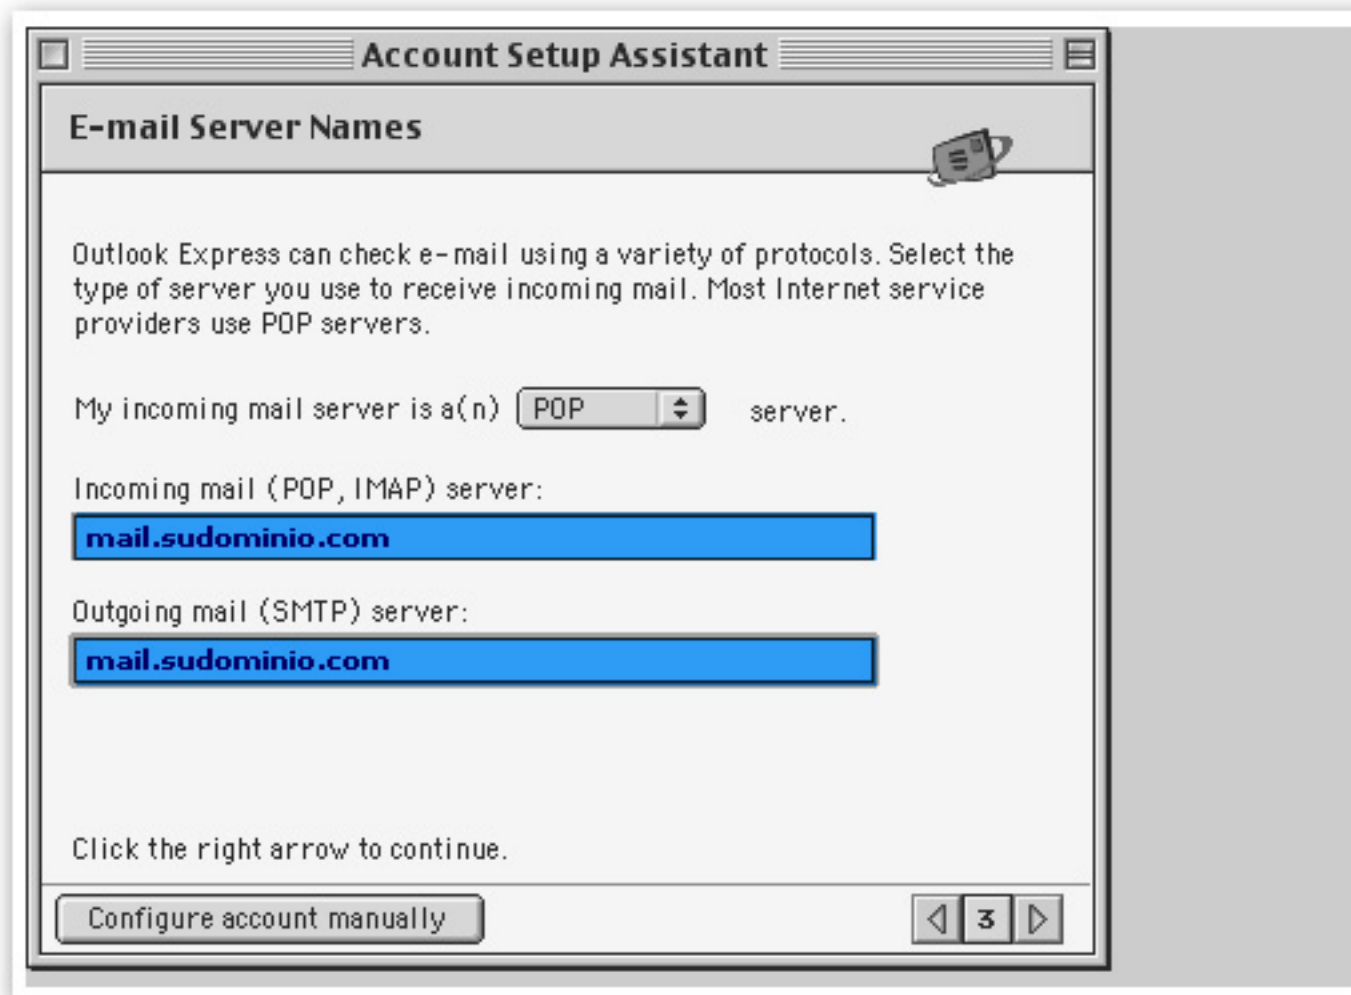 Account Setup Assistant
E-mail Server Names
Outlook Express can check e-mail using a variety of protocols. Select the
type of server you use to receive incoming mail. Most Internet service
providers use POP servers.
My incoming mail server is a(n) POP server.
Incoming mail (POP, IMAP) server:
mail.sudominio.com
Outgoing mail (SMTP) server:
mail.sudominio.com
Click the right arrow to continue.
Configure account manually 3